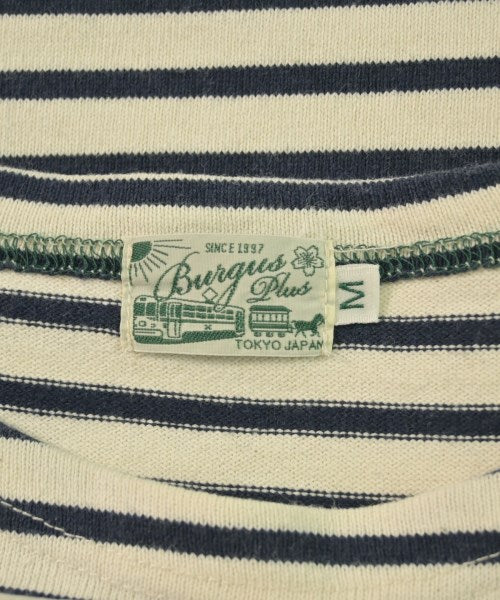 SINCE 1997
Burgus
Plus
TOKYO JAPAN
M